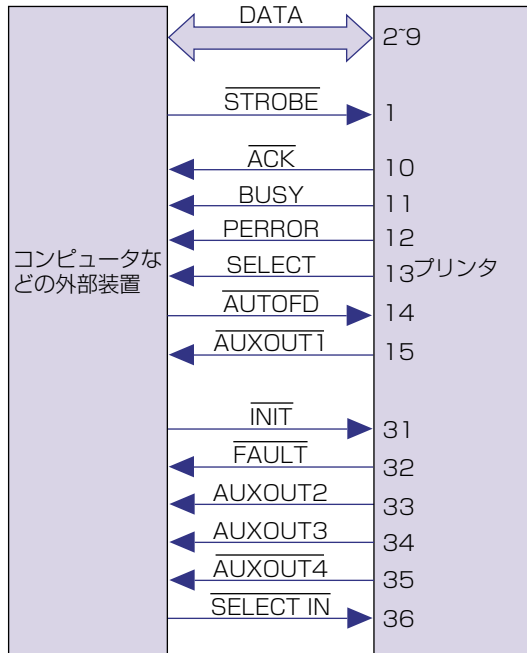 DATA
2~9
STROBE
1
ACK
10
BUSY
11
PERROR
12
コンピュータな
どの外部装置
SELECT
13
プリンタ
AUTOFD
14
AUXOUT1
15
INIT
31
FAULT
32
AUXOUT2
33
AUXOUT3
34
AUXOUT4
35
SELECT IN
36